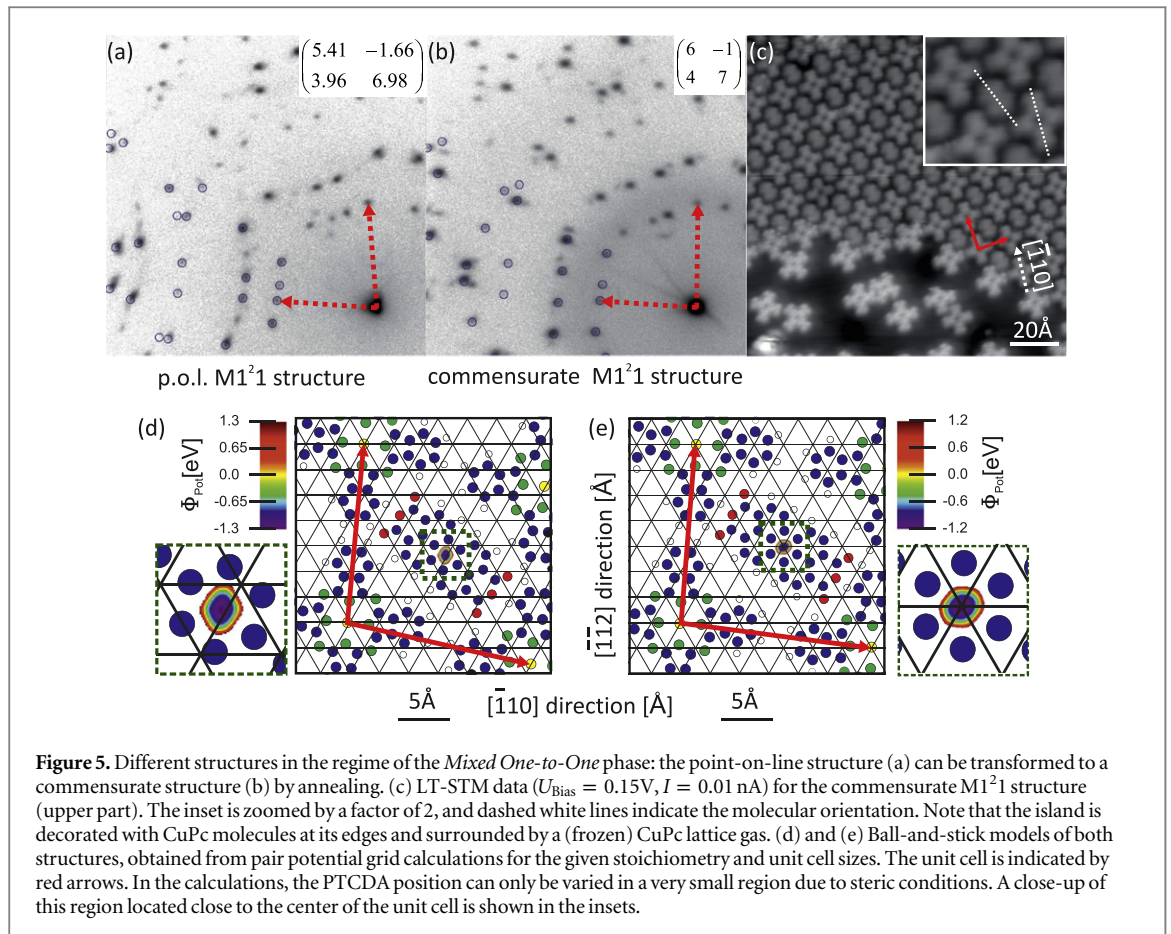 (a)
5.41 −1.66
3.96 6.98
(b)
6 −1
4 7
(c)
[1̄10]
20Å
p.o.l. M1²1 structure
commensurate M1²1 structure
(d)
Φ_Pot[eV]
1.3
0.65
0.0
-0.65
-1.3
(e)
[1̄1̄12] direction [Å]
1.2
0.6
0.0
-0.6
-1.2
Φ_Pot[eV]
5Å
[1̄10] direction [Å]
5Å
Figure 5. Different structures in the regime of the Mixed One-to-One phase: the point-on-line structure (a) can be transformed to a
commensurate structure (b) by annealing. (c) LT-STM data (U_Bias = 0.15V, I = 0.01 nA) for the commensurate M1²1 structure
(upper part). The inset is zoomed by a factor of 2, and dashed white lines indicate the molecular orientation. Note that the island is
decorated with CuPc molecules at its edges and surrounded by a (frozen) CuPc lattice gas. (d) and (e) Ball-and-stick models of both
structures, obtained from pair potential grid calculations for the given stoichiometry and unit cell sizes. The unit cell is indicated by
red arrows. In the calculations, the PTCDA position can only be varied in a very small region due to steric conditions. A close-up of
this region located close to the center of the unit cell is shown in the insets.